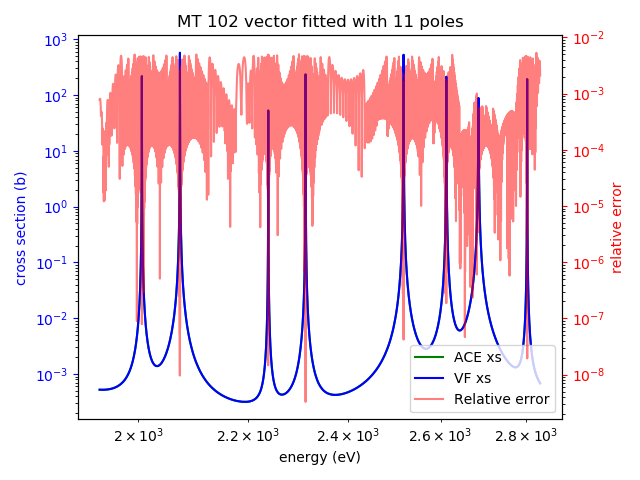 MT 102 vector fitted with 11 poles
cross section (b)
10³
10²
10¹
10⁰
10⁻¹
10⁻²
10⁻³
10⁻²
10⁻³
10⁻⁴
10⁻⁵
10⁻⁶
10⁻⁷
10⁻⁸
relative error
ACE xs
VF xs
Relative error
2 × 10³ 2.2 × 10³ 2.4 × 10³ 2.6 × 10³ 2.8 × 10³
energy (eV)